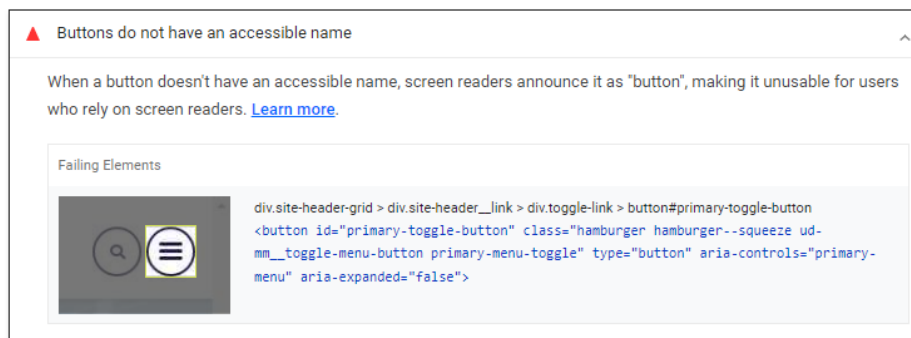 Buttons do not have an accessible name
When a button doesn't have an accessible name, screen readers announce it as "button", making it unusable for users
who rely on screen readers. Learn more.
Failing Elements
div.site-header-grid > div.site-header__link > div.toggle-link > button#primary-toggle-button
<button id="primary-toggle-button" class="hamburger hamburger--squeeze ud-
mm__toggle-menu-button primary-menu-toggle" type="button" aria-controls="primary-
menu" aria-expanded="false">